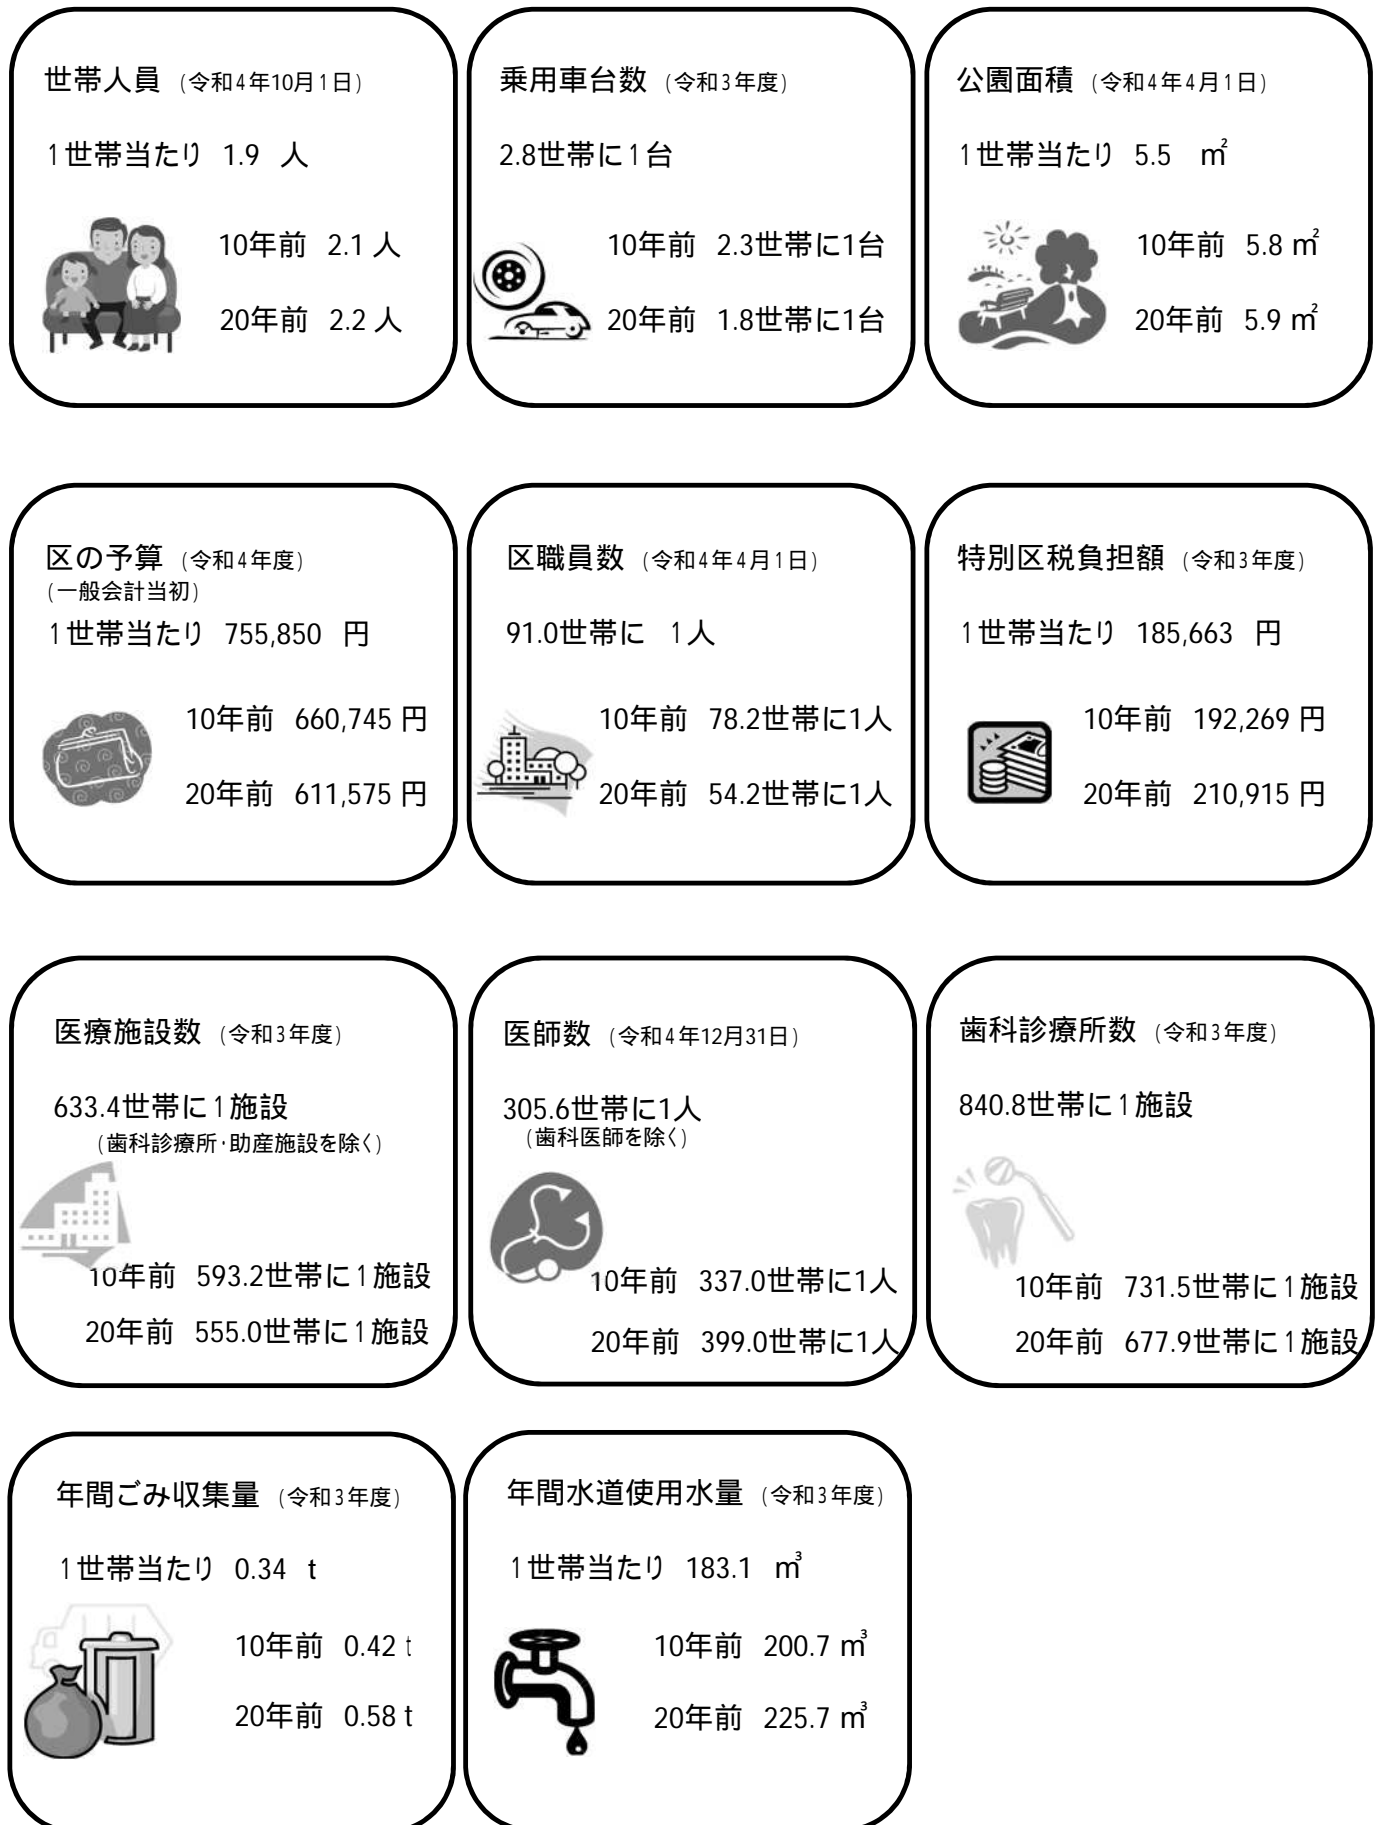 世帯人員 (令和4年10月1日)
1世帯当たり 1.9 人
10年前 2.1 人
20年前 2.2 人
乗用車台数 (令和3年度)
2.8世帯に1台
10年前 2.3世帯に1台
20年前 1.8世帯に1台
公園面積 (令和4年4月1日)
1世帯当たり 5.5 ㎡
10年前 5.8 ㎡
20年前 5.9 ㎡
区の予算 (令和4年度)
(一般会計当初)
1世帯当たり 755,850 円
10年前 660,745 円
20年前 611,575 円
区職員数 (令和4年4月1日)
91.0世帯に 1人
10年前 78.2世帯に1人
20年前 54.2世帯に1人
特別区税負担額 (令和3年度)
1世帯当たり 185,663 円
10年前 192,269 円
20年前 210,915 円
医療施設数 (令和3年度)
633.4世帯に1施設
(歯科診療所・助産施設を除く)
10年前 593.2世帯に1施設
20年前 555.0世帯に1施設
医師数 (令和4年12月31日)
305.6世帯に1人
(歯科医師を除く)
10年前 337.0世帯に1人
20年前 399.0世帯に1人
歯科診療所数 (令和3年度)
840.8世帯に1施設
10年前 731.5世帯に1施設
20年前 677.9世帯に1施設
年間ごみ収集量 (令和3年度)
1世帯当たり 0.34 t
10年前 0.42 t
20年前 0.58 t
年間水道使用水量 (令和3年度)
1世帯当たり 183.1 ㎥
10年前 200.7 ㎥
20年前 225.7 ㎥